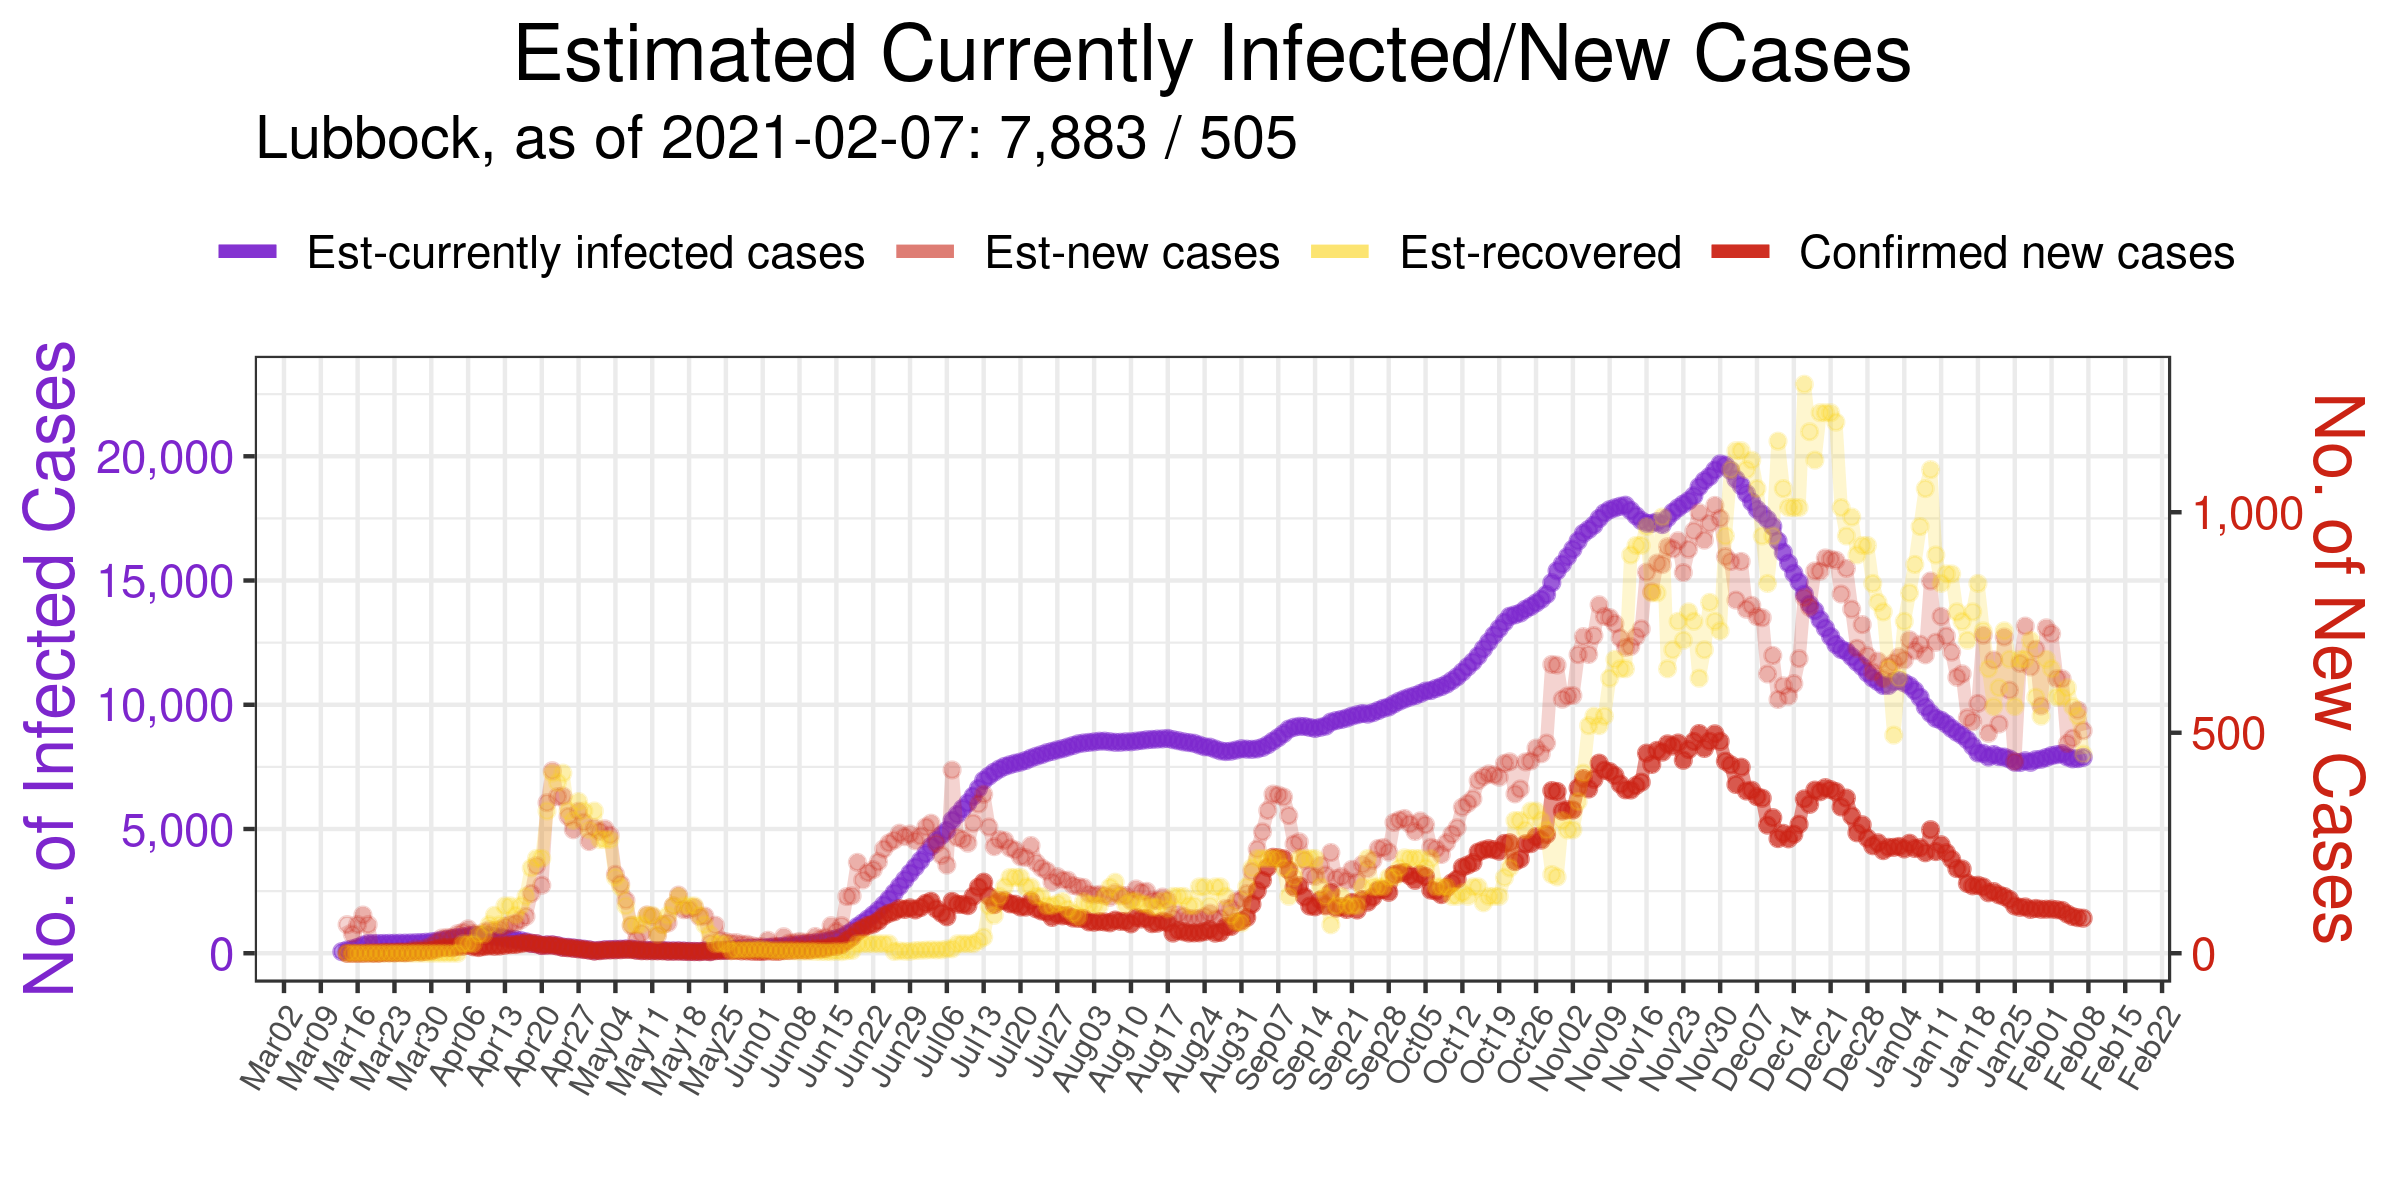 Estimated Currently Infected/New Cases
Lubbock, as of 2021-02-07: 7,883 / 505
Est-currently infected cases Est-new cases Est-recovered Confirmed new cases
No. of Infected Cases
20,000
15,000
10,000
5,000
0
1,000
500
0
No. of New Cases
Mar02 Mar09 Mar16 Mar23 Mar30 Apr06 Apr13 Apr20 Apr27 May04 May11 May18 May25 Jun01 Jun08 Jun15 Jun22 Jun29 Jul06 Jul13 Jul20 Jul27 Aug03 Aug10 Aug17 Aug24 Aug31 Sep07 Sep14 Sep21 Sep28 Oct05 Oct12 Oct19 Oct26 Nov02 Nov09 Nov16 Nov23 Nov30 Dec07 Dec14 Dec21 Dec28 Jan04 Jan11 Jan18 Jan25 Feb01 Feb08 Feb15 Feb22